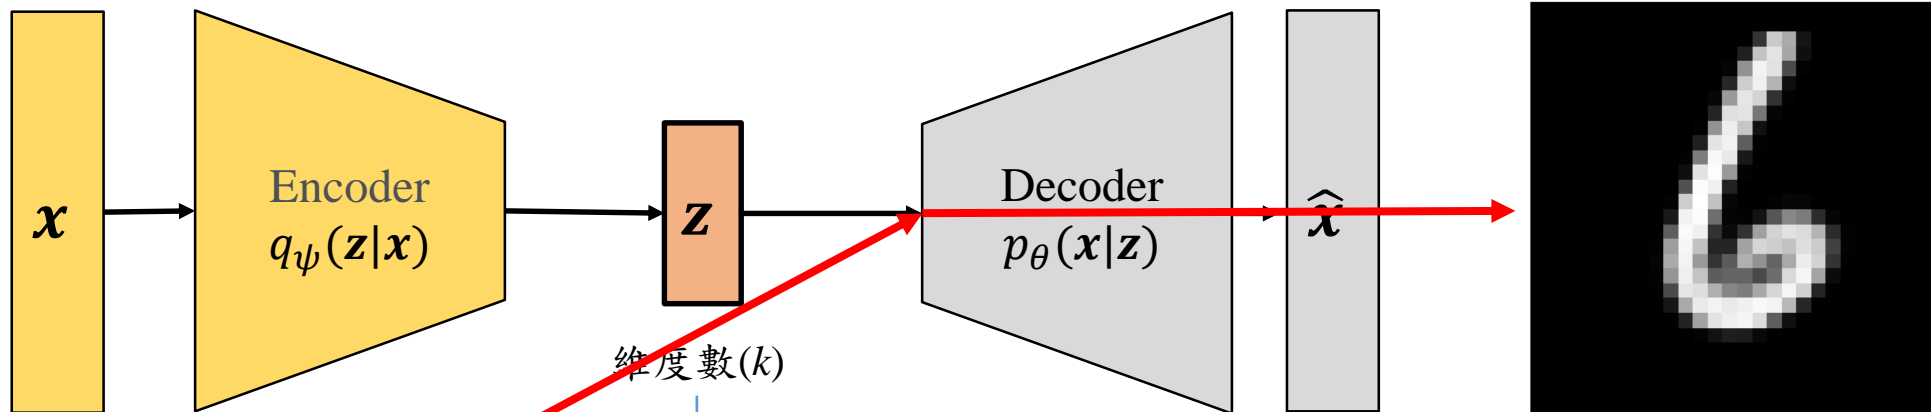 x
Encoder
qψ(z|x)
z
Decoder
pθ(x|z)
x̂
維度數(k)